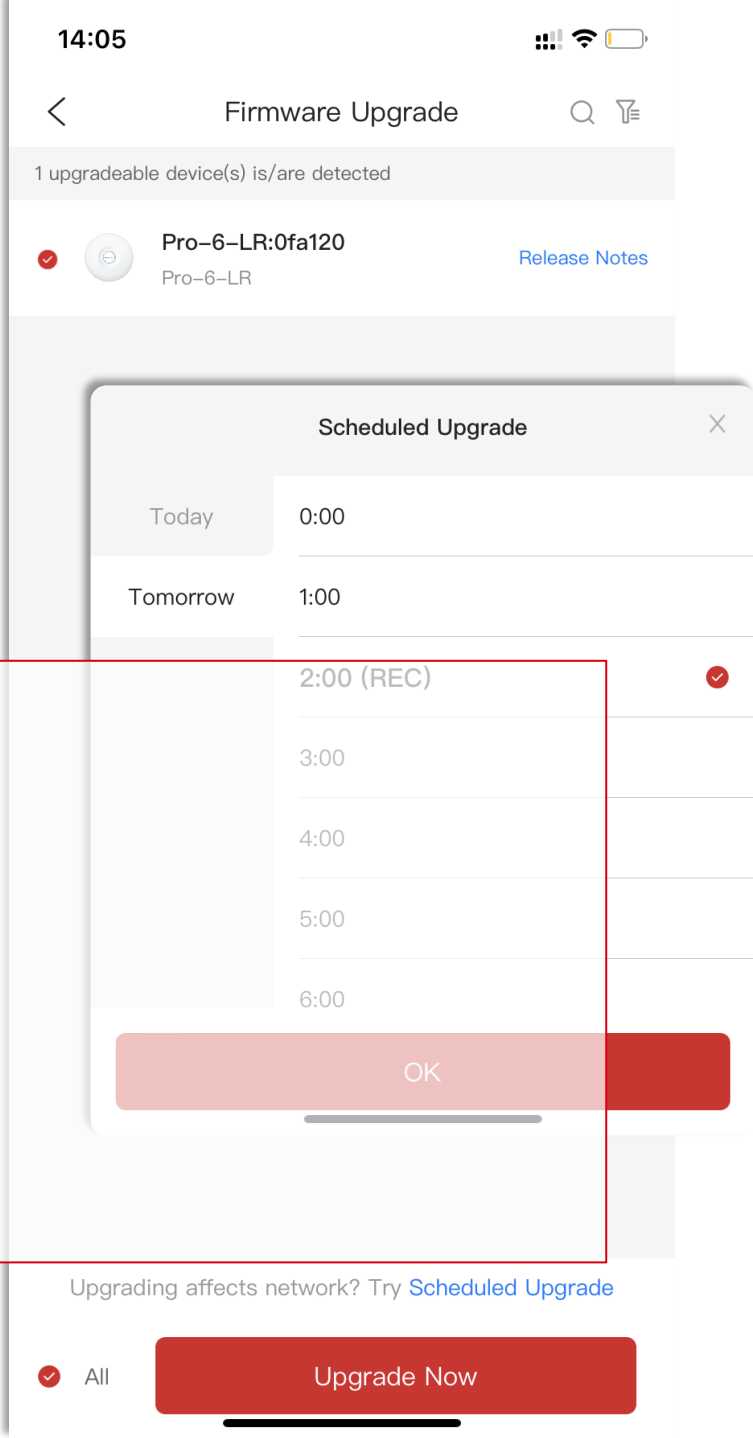 14:05
Firmware Upgrade
1 upgradeable device(s) is/are detected
Pro-6-LR:0fa120
Pro-6-LR
Release Notes
Scheduled Upgrade
Today
0:00
Tomorrow
1:00
2:00 (REC)
3:00
4:00
5:00
6:00
OK
Upgrading affects network? Try Scheduled Upgrade
All
Upgrade Now